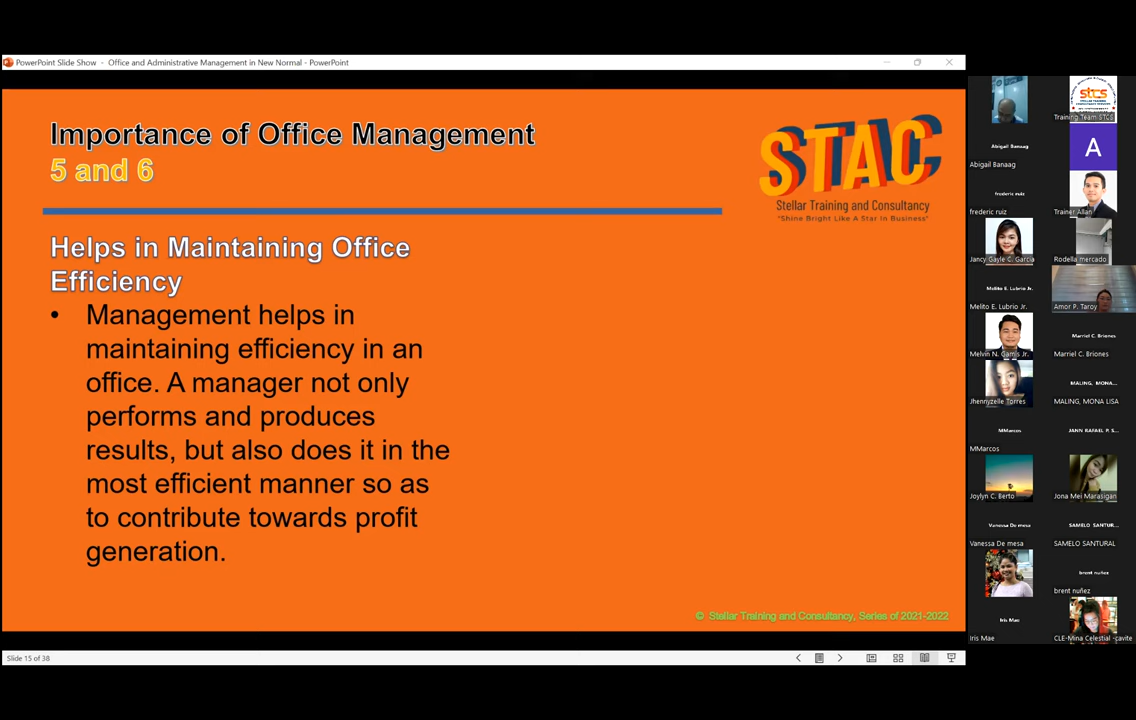 PowerPoint Slide Show - Office and Administrative Management in New Normal - PowerPoint
Importance of Office Management
5 and 6
STAC
Stellar Training and Consultancy
"Shine Bright Like A Star In Business"
Helps in Maintaining Office
Efficiency
• Management helps in
maintaining efficiency in an
office. A manager not only
performs and produces
results, but also does it in the
most efficient manner so as
to contribute towards profit
generation.
© Stellar Training and Consultancy, Series of 2021-2022
Slide 15 of 38
stcs
Training Team STCS
Abigail Banaag
Abigail Banaag
A
frederic ruiz
frederic ruiz
Trainer Allan
Jancy Gayle C. Garcia
Rodella mercado
Melito E. Lubrio Jr.
Melito E. Lubrio Jr.
Amor P. Taroy
Melvin N. Gamis Jr.
Marriel C. Briones
Marriel C. Briones
Jhennyzelle Torres
MALING, MONA...
MALING, MONA LISA
MMarcos
MMarcos
JANN RAFAEL P. S...
Joylyn C. Berto
Jona Mei Marasigan
Vanessa De mesa
Vanessa De mesa
SAMELO SANTUR...
SAMELO SANTURAL
brent nuñez
brent nuñez
Iris Mae
Iris Mae
CLE-Mina Celestial -cavite